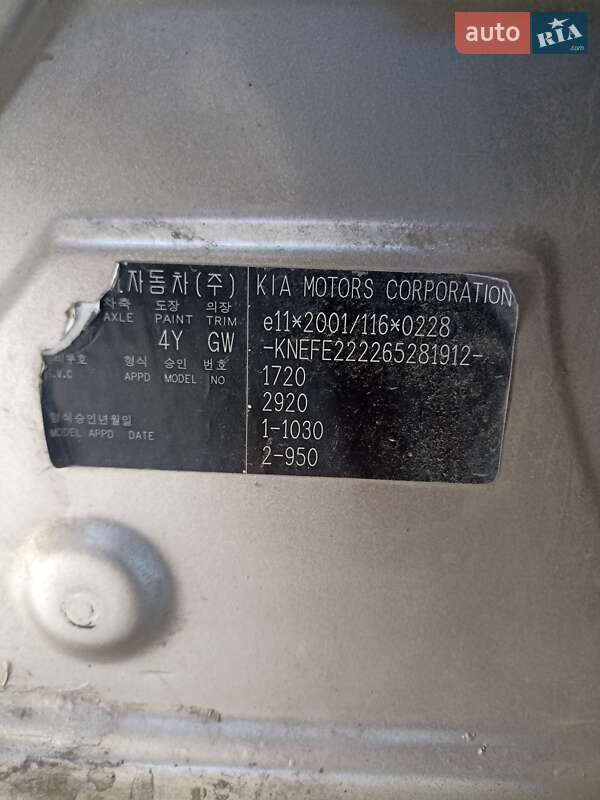 auto RIA .com
자동차(주)
축 도장 의장
AXLE PAINT TRIM
4Y GW
형식 승인 번호
.V.C APPD MODEL NO
형식승인년월일
MODEL APPD DATE
KIA MOTORS CORPORATION
e11*2001/116*0228
-KNEFE222265281912-
1720
2920
1-1030
2-950